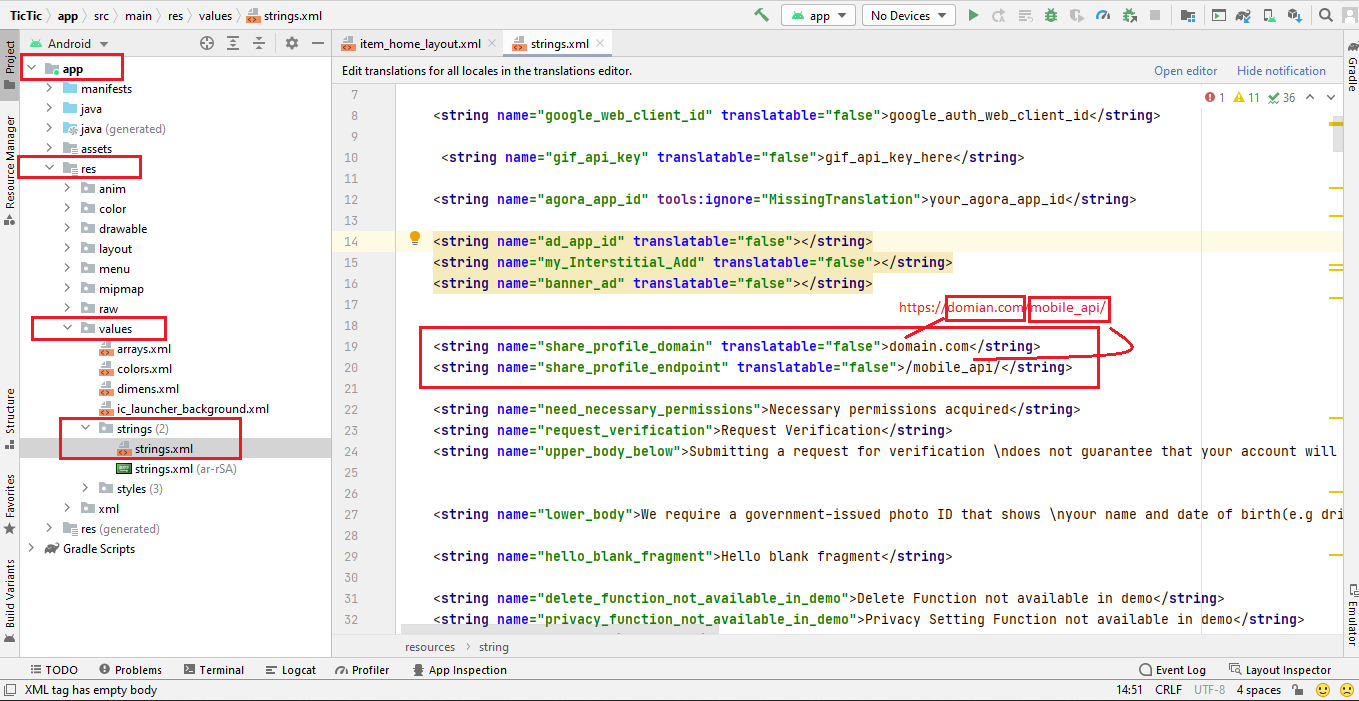 TicTic app src main res values strings.xml
app No Devices
Android
item_home_layout.xml strings.xml
Edit translations for all locales in the translations editor. Open editor Hide notification
1 11 36
Project
Resource Manager
Structure
Favorites
Build Variants
app
manifests
java
java (generated)
assets
res
anim
color
drawable
layout
menu
mipmap
raw
values
arrays.xml
colors.xml
dimens.xml
ic_launcher_background.xml
strings (2)
strings.xml
strings.xml (ar-rSA)
styles (3)
xml
res (generated)
Gradle Scripts
7
8 <string name="google_web_client_id" translatable="false">google_auth_web_client_id</string>
9
10 <string name="gif_api_key" translatable="false">gif_api_key_here</string>
11
12 <string name="agora_app_id" tools:ignore="MissingTranslation">your_agora_app_id</string>
13
14 <string name="ad_app_id" translatable="false"></string>
15 <string name="my_Interstitial_Add" translatable="false"></string>
16 <string name="banner_ad" translatable="false"></string>
17 https://domian.com/mobile_api/
18
19 <string name="share_profile_domain" translatable="false">domain.com</string>
20 <string name="share_profile_endpoint" translatable="false">/mobile_api/</string>
21
22 <string name="need_necessary_permissions">Necessary permissions acquired</string>
23 <string name="request_verification">Request Verification</string>
24 <string name="upper_body_below">Submitting a request for verification \ndoes not guarantee that your account will
25
26
27 <string name="lower_body">We require a government-issued photo ID that shows \nyour name and date of birth(e.g dri
28
29 <string name="hello_blank_fragment">Hello blank fragment</string>
30
31 <string name="delete_function_not_available_in_demo">Delete Function not available in demo</string>
32 <string name="privacy_function_not_available_in_demo">Privacy Setting Function not available in demo</string>
resources string
Gradle
Emulator
TODO Problems Terminal Logcat Profiler App Inspection Event Log Layout Inspector
XML tag has empty body 14:51 CRLF UTF-8 4 spaces